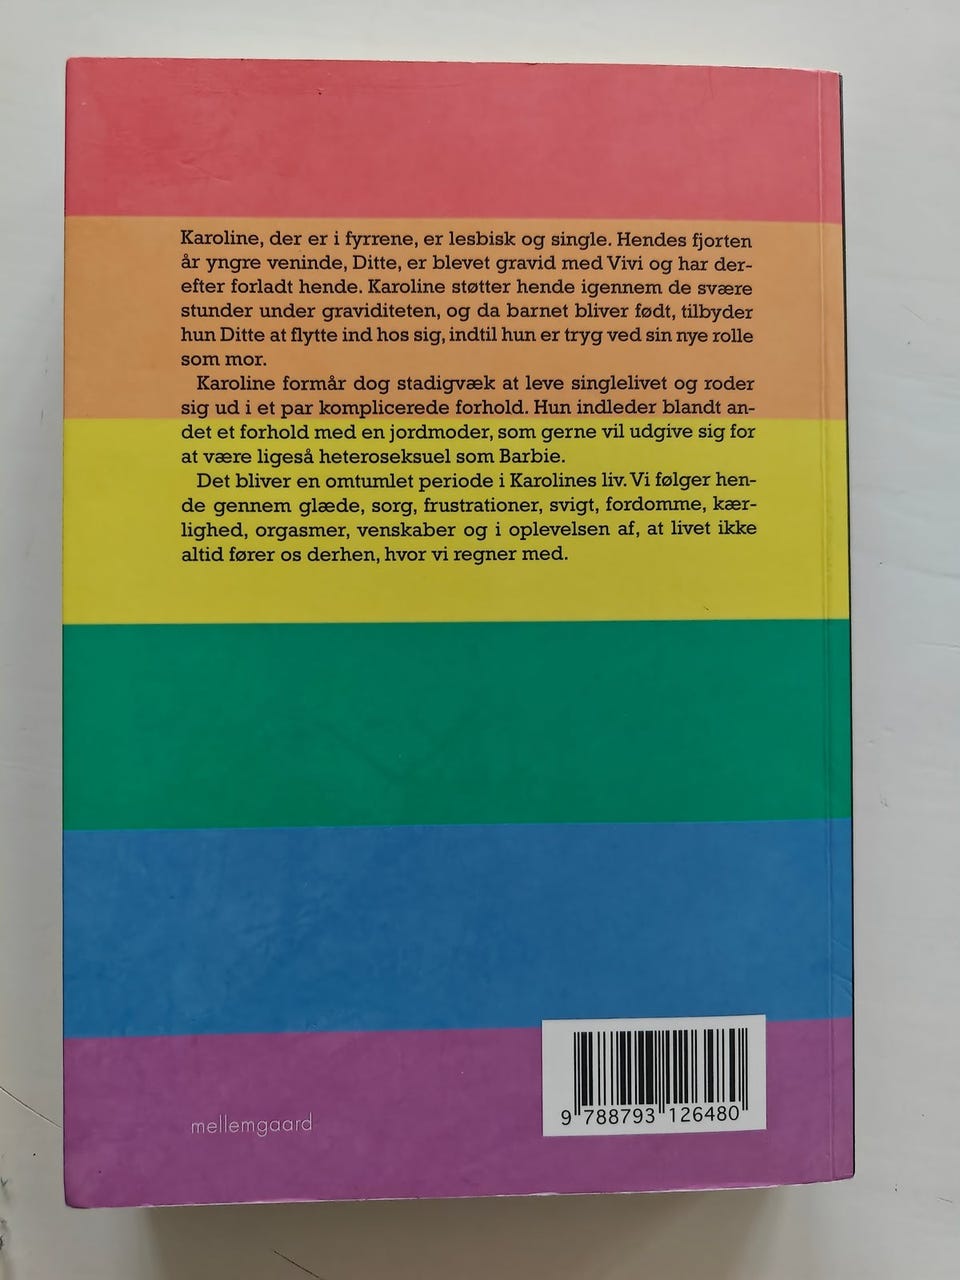 Karoline, der er i fyrrene, er lesbisk og single. Hendes fjorten
år yngre veninde, Ditte, er blevet gravid med Vivi og har der-
efter forladt hende. Karoline støtter hende igennem de svære
stunder under graviditeten, og da barnet bliver født, tilbyder
hun Ditte at flytte ind hos sig, indtil hun er tryg ved sin nye rolle
som mor.
Karoline formår dog stadigvæk at leve singlelivet og roder
sig ud i et par komplicerede forhold. Hun indleder blandt an-
det et forhold med en jordmoder, som gerne vil udgive sig for
at være ligeså heteroseksuel som Barbie.
Det bliver en omtumlet periode i Karolines liv. Vi følger hen-
de gennem glæde, sorg, frustrationer, svigt, fordomme, kær-
lighed, orgasmer, venskaber og i oplevelsen af, at livet ikke
altid fører os derhen, hvor vi regner med.
mellemgaard
9 788793 126480